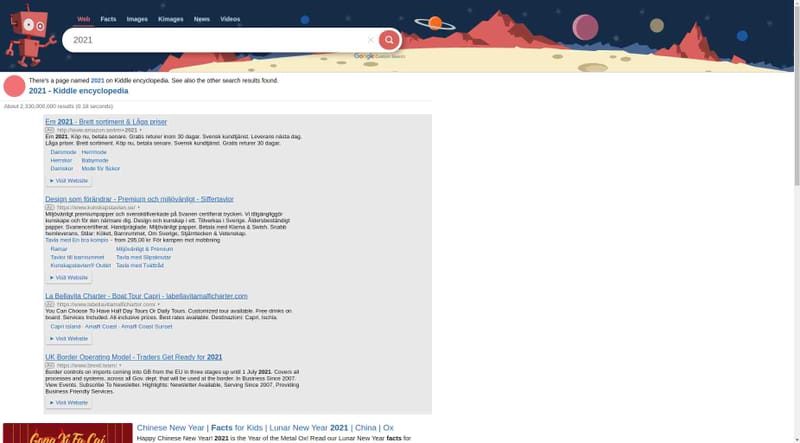 Web Facts Images Kimages News Videos
2021
Google Custom Search
There's a page named 2021 on Kiddle encyclopedia. See also the other search results found.
2021 - Kiddle encyclopedia
About 2,330,000,000 results (0.18 seconds)
Em 2021 - Brett sortiment & Låga priser
Ad http://www.amazon.se/em+2021
Em 2021. Köp nu, betala senare. Gratis returer inom 30 dagar. Svensk kundtjänst. Leverans nästa dag.
Låga priser. Brett sortiment. Köp nu, betala senare. Svensk kundtjänst. Gratis returer 30 dagar.
Dammode Herrmode
Herrskor Babymode
Damskor Mode för flickor
Visit Website
Design som förändrar - Premium och miljövänligt - Siffertavlor
Ad https://www.kunskapstavlan.se/
Miljövänligt premiumpapper och svensktillverkade på Svanen certifierat tryckeri. Vi tillgängliggör
kunskape och för den närmare dig. Design och kunskap i ett. Tillverkas i Sverige. Åldersbeständigt
papper. Svanencertifierat. Handpräglade. Miljövänligt papper. Betala med Klarna & Swish. Snabb
hemleverans. Stilar: Köket, Barnrummet, Om Sverige, Stjärntecken & Vetenskap.
Tavla med En bra kompis - from 295,00 kr För kampen mot mobbning
Ramar Miljövänligt & Premium
Tavlor till barnrummet Tavla med Slipsknutar
Kunskapstavlan® Outlet Tavla med Tvättråd
Visit Website
La Bellavita Charter - Boat Tour Capri - labellavitamalficharter.com
Ad https://www.labellavitamalficharter.com/
You Can Choose To Have Half Day Tours Or Daily Tours. Customized tour available. Free drinks on
board. Services Included. All-inclusive prices. Best rates available. Destinazioni: Capri, Ischia.
Capri Island · Amalfi Coast · Amalfi Coast Sunset
Visit Website
UK Border Operating Model - Traders Get Ready for 2021
Ad https://www.brexit.team/
Border controls on imports coming into GB from the EU in three stages up until 1 July 2021. Covers all
processes and systems, across all Gov. dept. that will be used at the border. In Business Since 2007.
View Events. Subscribe To Newsletter. Highlights: Newsletter Available, Serving Since 2007, Providing
Business Friendly Services.
Visit Website
Gong Xi Fa Cai
Chinese New Year | Facts for Kids | Lunar New Year 2021 | China | Ox
Happy Chinese New Year! 2021 is the Year of the Metal Ox! Read our Lunar New Year facts for